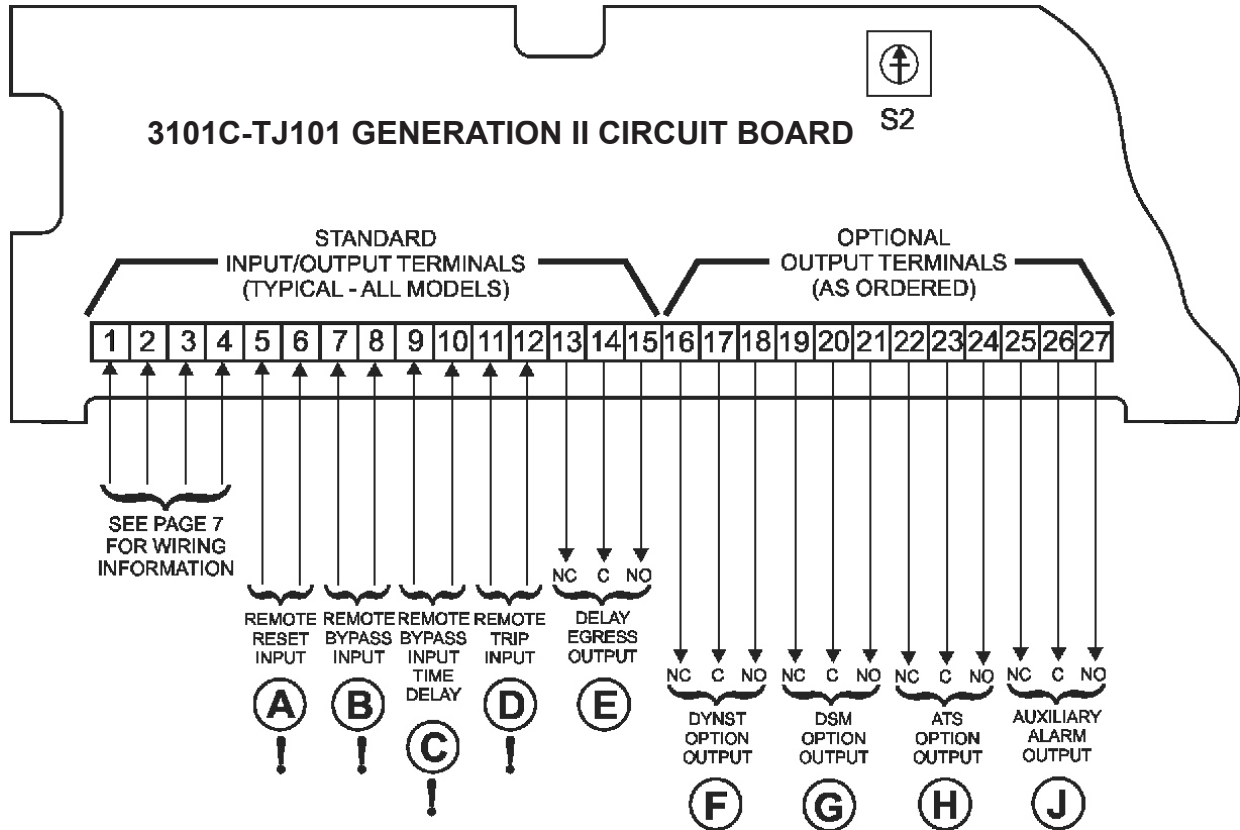 S2
3101C-TJ101 GENERATION II CIRCUIT BOARD
STANDARD
INPUT/OUTPUT TERMINALS
(TYPICAL - ALL MODELS)
OPTIONAL
OUTPUT TERMINALS
(AS ORDERED)
1 2 3 4 5 6 7 8 9 10 11 12 13 14 15 16 17 18 19 20 21 22 23 24 25 26 27
SEE PAGE 7
FOR WIRING
INFORMATION
REMOTE
RESET
INPUT
A
!
REMOTE
BYPASS
INPUT
B
!
REMOTE
BYPASS
INPUT
TIME
DELAY
C
!
REMOTE
TRIP
INPUT
D
!
NC C NO
DELAY
EGRESS
OUTPUT
E
NC C NO
DYNST
OPTION
OUTPUT
F
NC C NO
DSM
OPTION
OUTPUT
G
NC C NO
ATS
OPTION
OUTPUT
H
NC C NO
AUXILIARY
ALARM
OUTPUT
J